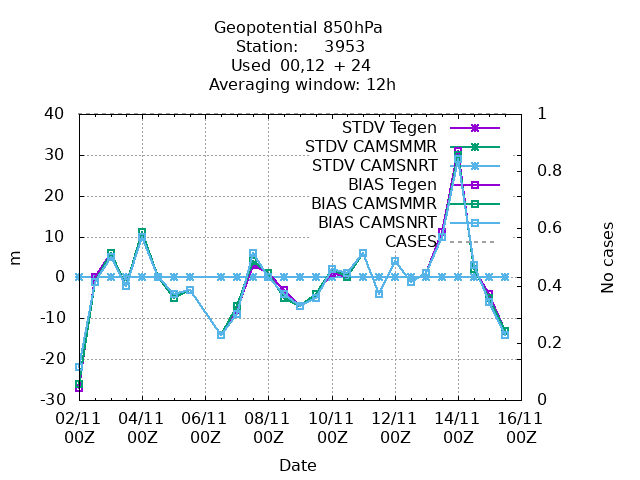 Geopotential 850hPa
Station: 3953
Used 00,12 + 24
Averaging window: 12h
40
30
20
10
0
-10
-20
-30
m
1
0.8
0.6
0.4
0.2
0
No cases
STDV Tegen
STDV CAMSMMR
STDV CAMSNRT
BIAS Tegen
BIAS CAMSMMR
BIAS CAMSNRT
CASES
02/11 04/11 06/11 08/11 10/11 12/11 14/11 16/11
00Z 00Z 00Z 00Z 00Z 00Z 00Z 00Z
Date